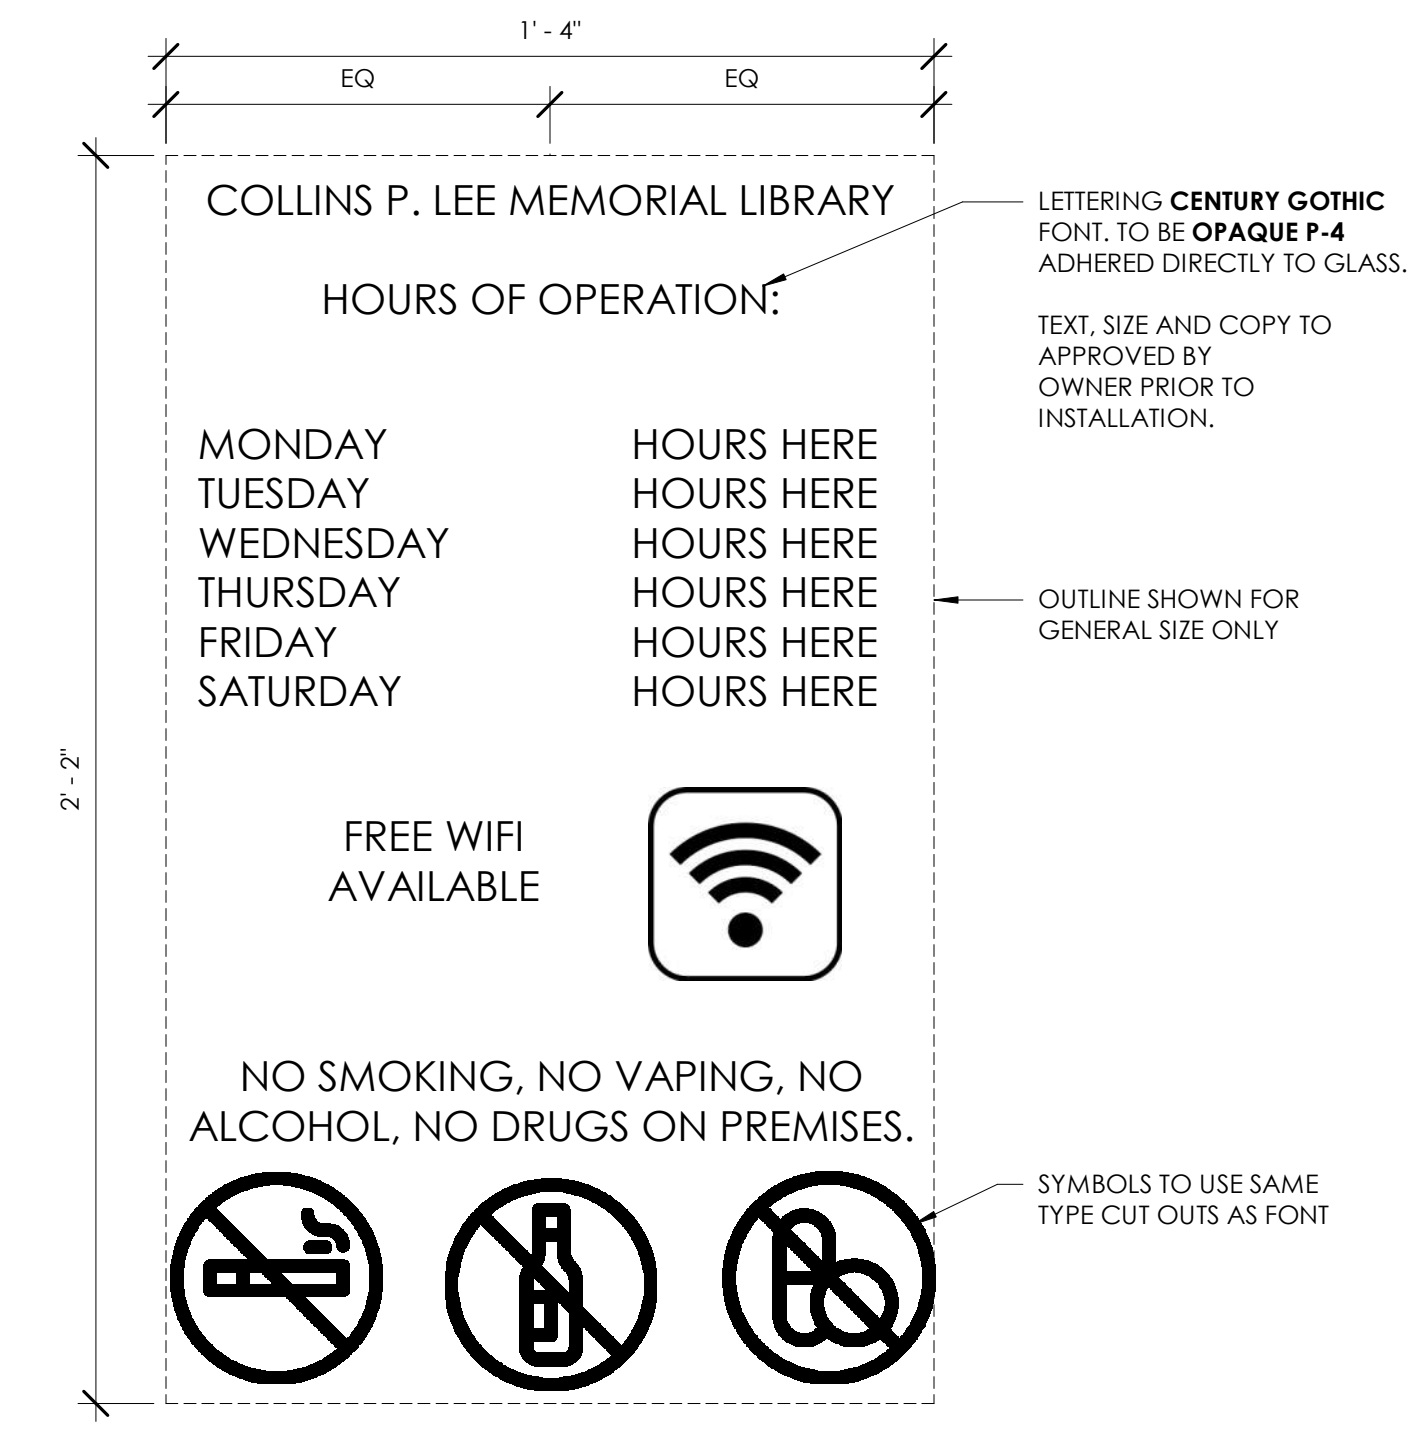 1' - 4"
EQ EQ
COLLINS P. LEE MEMORIAL LIBRARY
HOURS OF OPERATION:
MONDAY HOURS HERE
TUESDAY HOURS HERE
WEDNESDAY HOURS HERE
THURSDAY HOURS HERE
FRIDAY HOURS HERE
SATURDAY HOURS HERE
2' - 2"
FREE WIFI
AVAILABLE
NO SMOKING, NO VAPING, NO
ALCOHOL, NO DRUGS ON PREMISES.
LETTERING CENTURY GOTHIC
FONT. TO BE OPAQUE P-4
ADHERED DIRECTLY TO GLASS.
TEXT, SIZE AND COPY TO
APPROVED BY
OWNER PRIOR TO
INSTALLATION.
OUTLINE SHOWN FOR
GENERAL SIZE ONLY
SYMBOLS TO USE SAME
TYPE CUT OUTS AS FONT